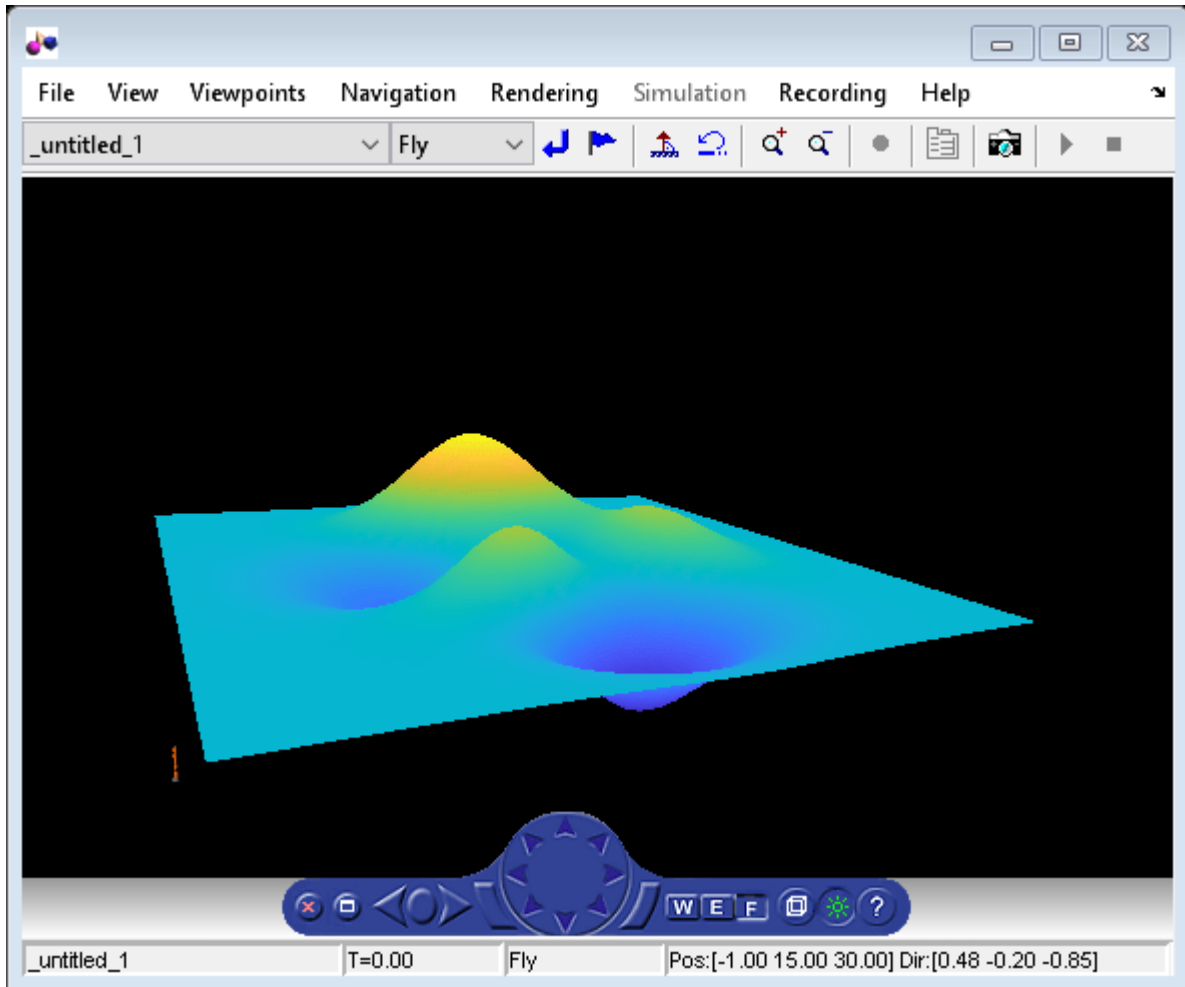 File View Viewpoints Navigation Rendering Simulation Recording Help
_untitled_1 Fly
1
W E F ?
_untitled_1 T=0.00 Fly Pos:[-1.00 15.00 30.00] Dir:[0.48 -0.20 -0.85]